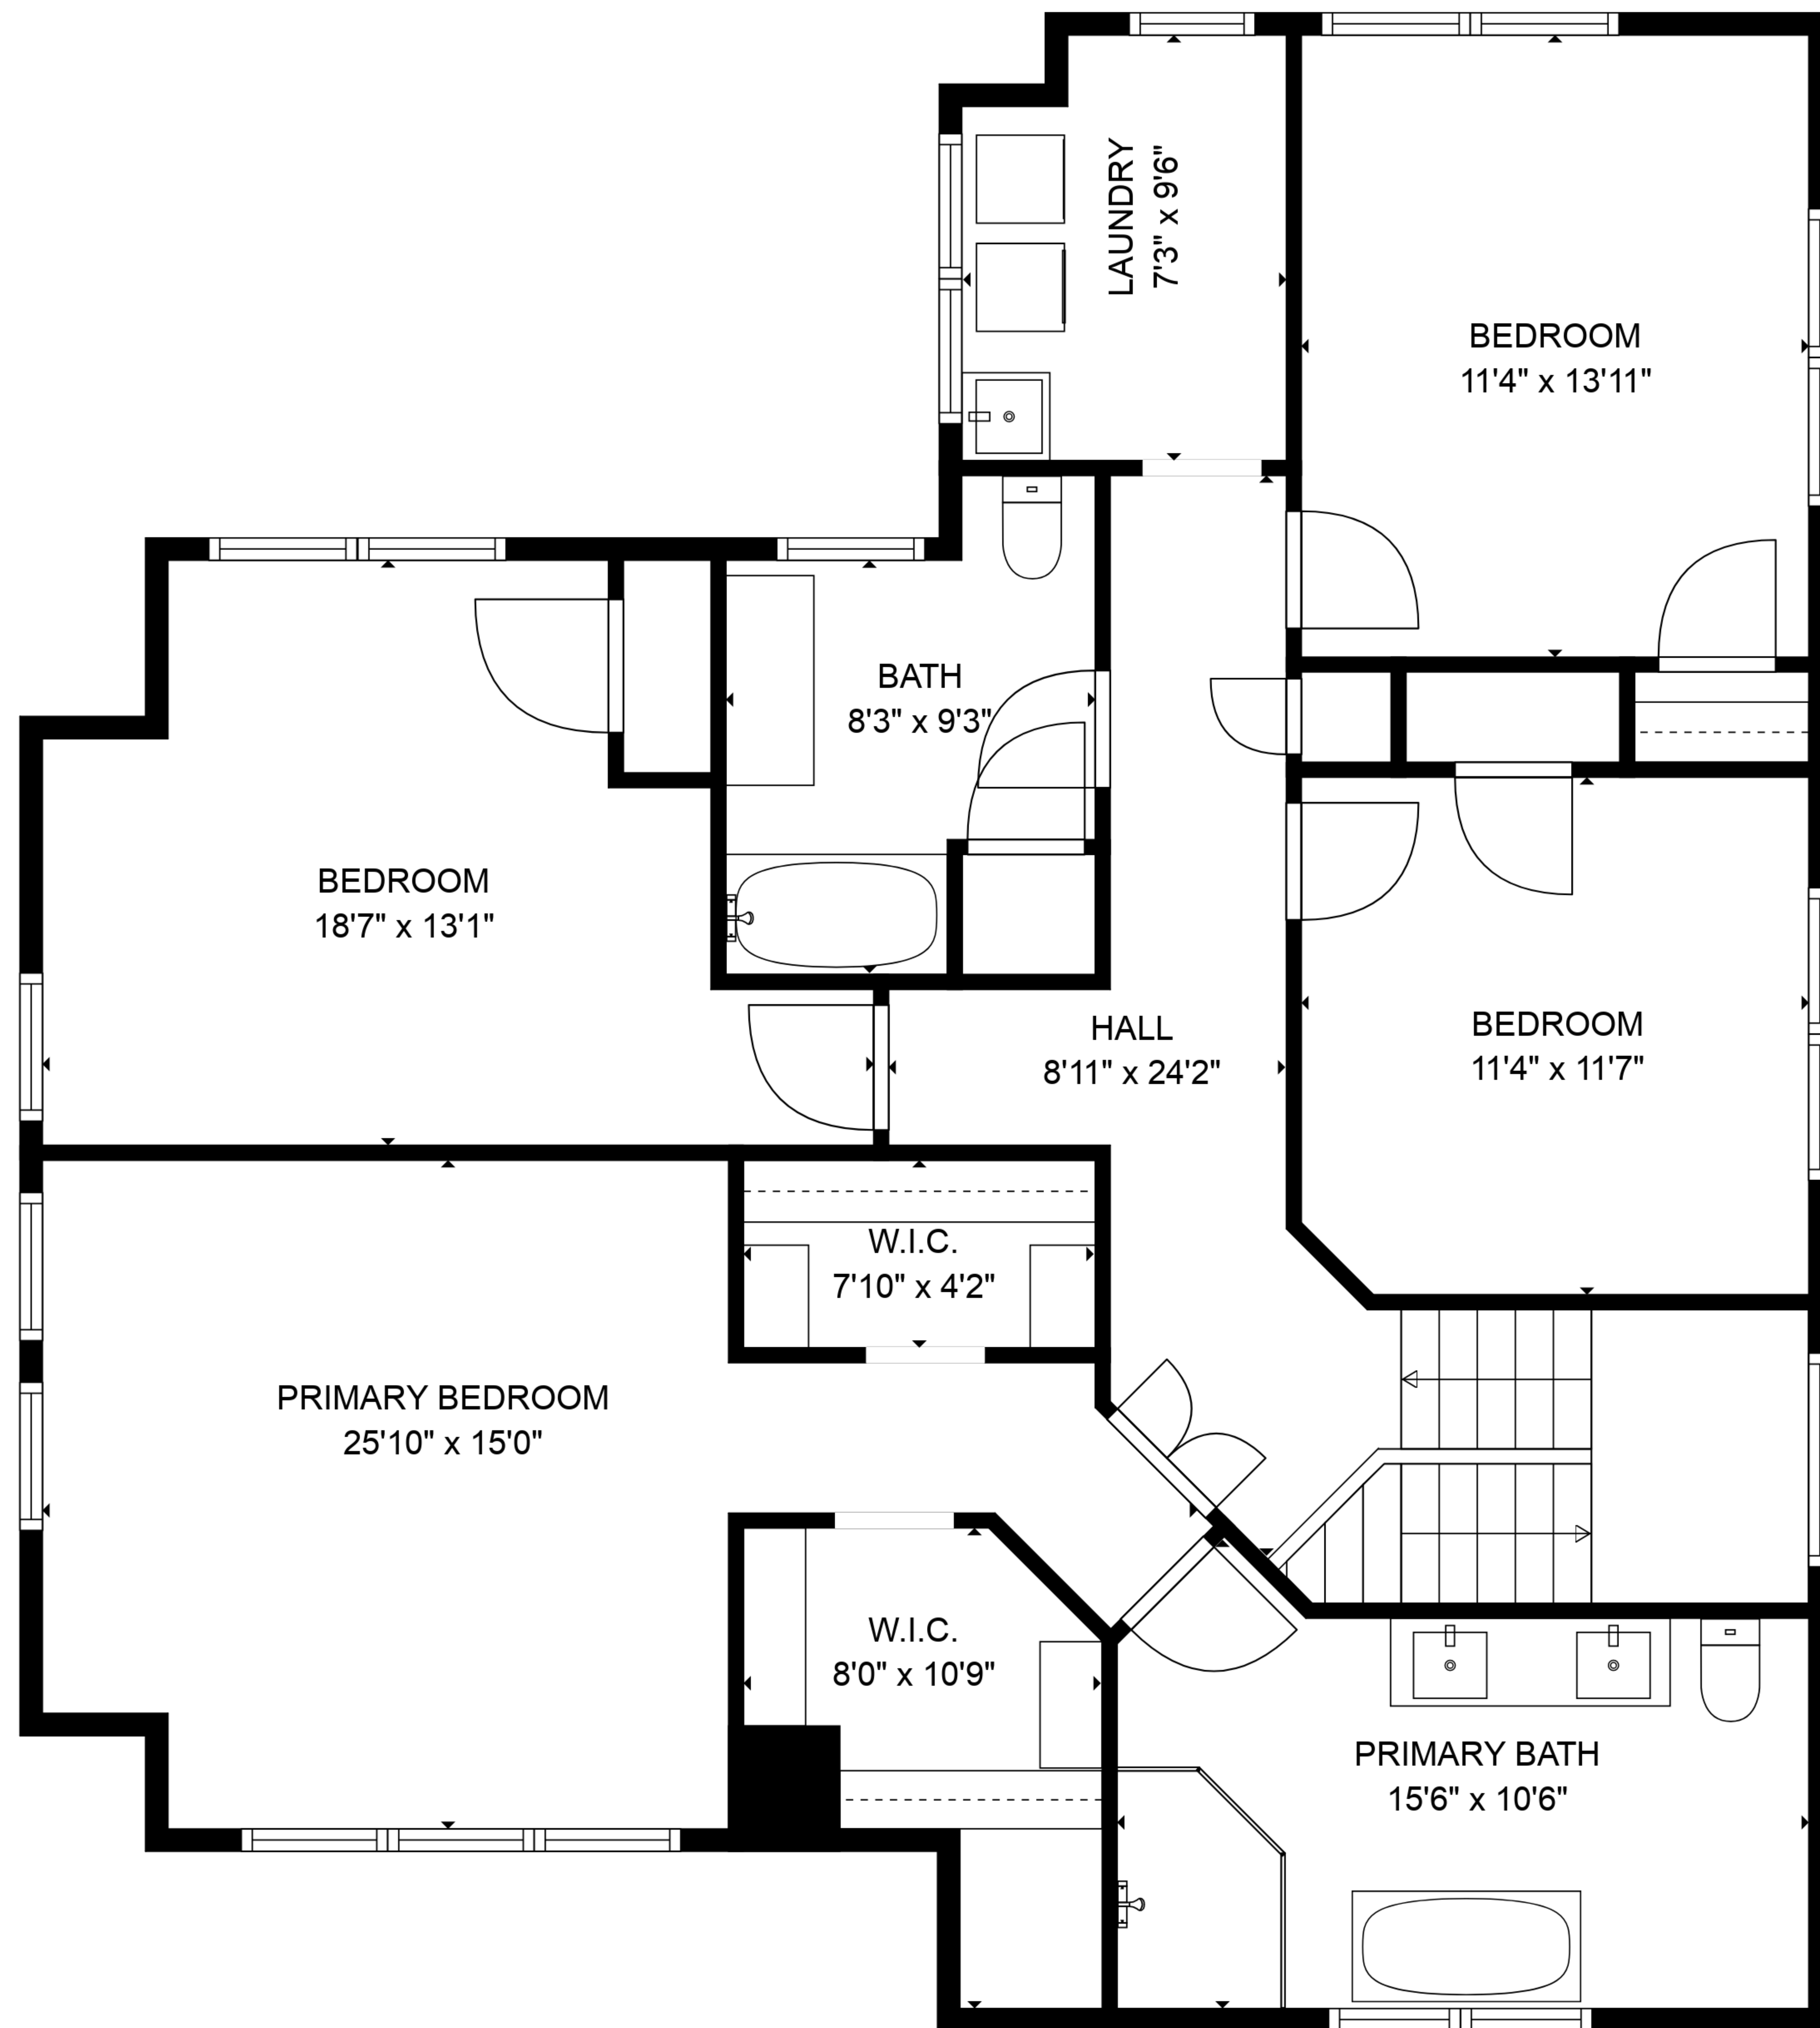 LAUNDRY
7'3" x 9'6"
BEDROOM
11'4" x 13'11"
BATH
8'3" x 9'3"
BEDROOM
18'7" x 13'1"
HALL
8'11" x 24'2"
BEDROOM
11'4" x 11'7"
W.I.C.
7'10" x 4'2"
PRIMARY BEDROOM
25'10" x 15'0"
W.I.C.
8'0" x 10'9"
PRIMARY BATH
15'6" x 10'6"